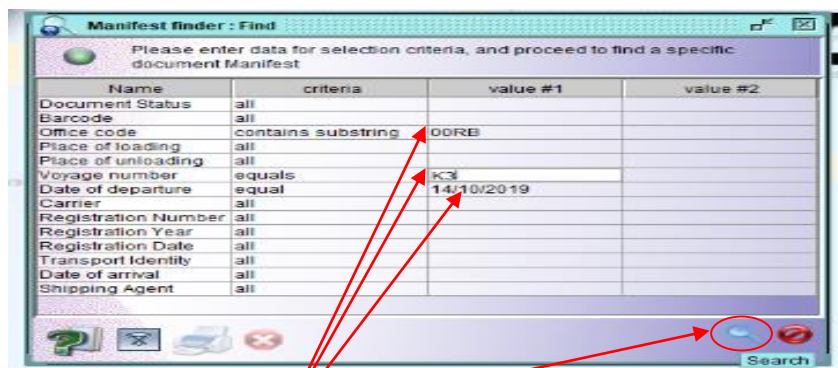 Manifest finder : Find
Please enter data for selection criteria, and proceed to find a specific
document Manifest
Name criteria value #1 value #2
Document Status all
Barcode all
Office code contains substring 00RB
Place of loading all
Place of unloading all
Voyage number equals K3
Date of departure equal 14/10/2019
Carrier all
Registration Number all
Registration Year all
Registration Date all
Transport Identity all
Date of arrival all
Shipping Agent all
Search